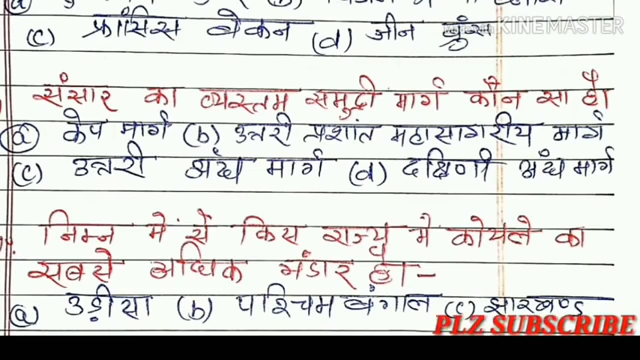 (c) फ्रांसिस बेकन (d) जीन ब्रुंस
KINEMASTER
संसार का व्यस्तम समुद्री मार्ग कौन सा है।
(a) केप मार्ग (b) उत्तरी प्रशांत महासागरीय मार्ग
(c) उत्तरी अंध मार्ग (d) दक्षिणी अंध मार्ग
निम्न में सें किस राज्य मे कोयले का
सबसे अधिक भंडार है।-
(a) उड़ीसा (b) पश्चिम बंगाल (c) झारखण्ड
PLZ SUBSCRIBE